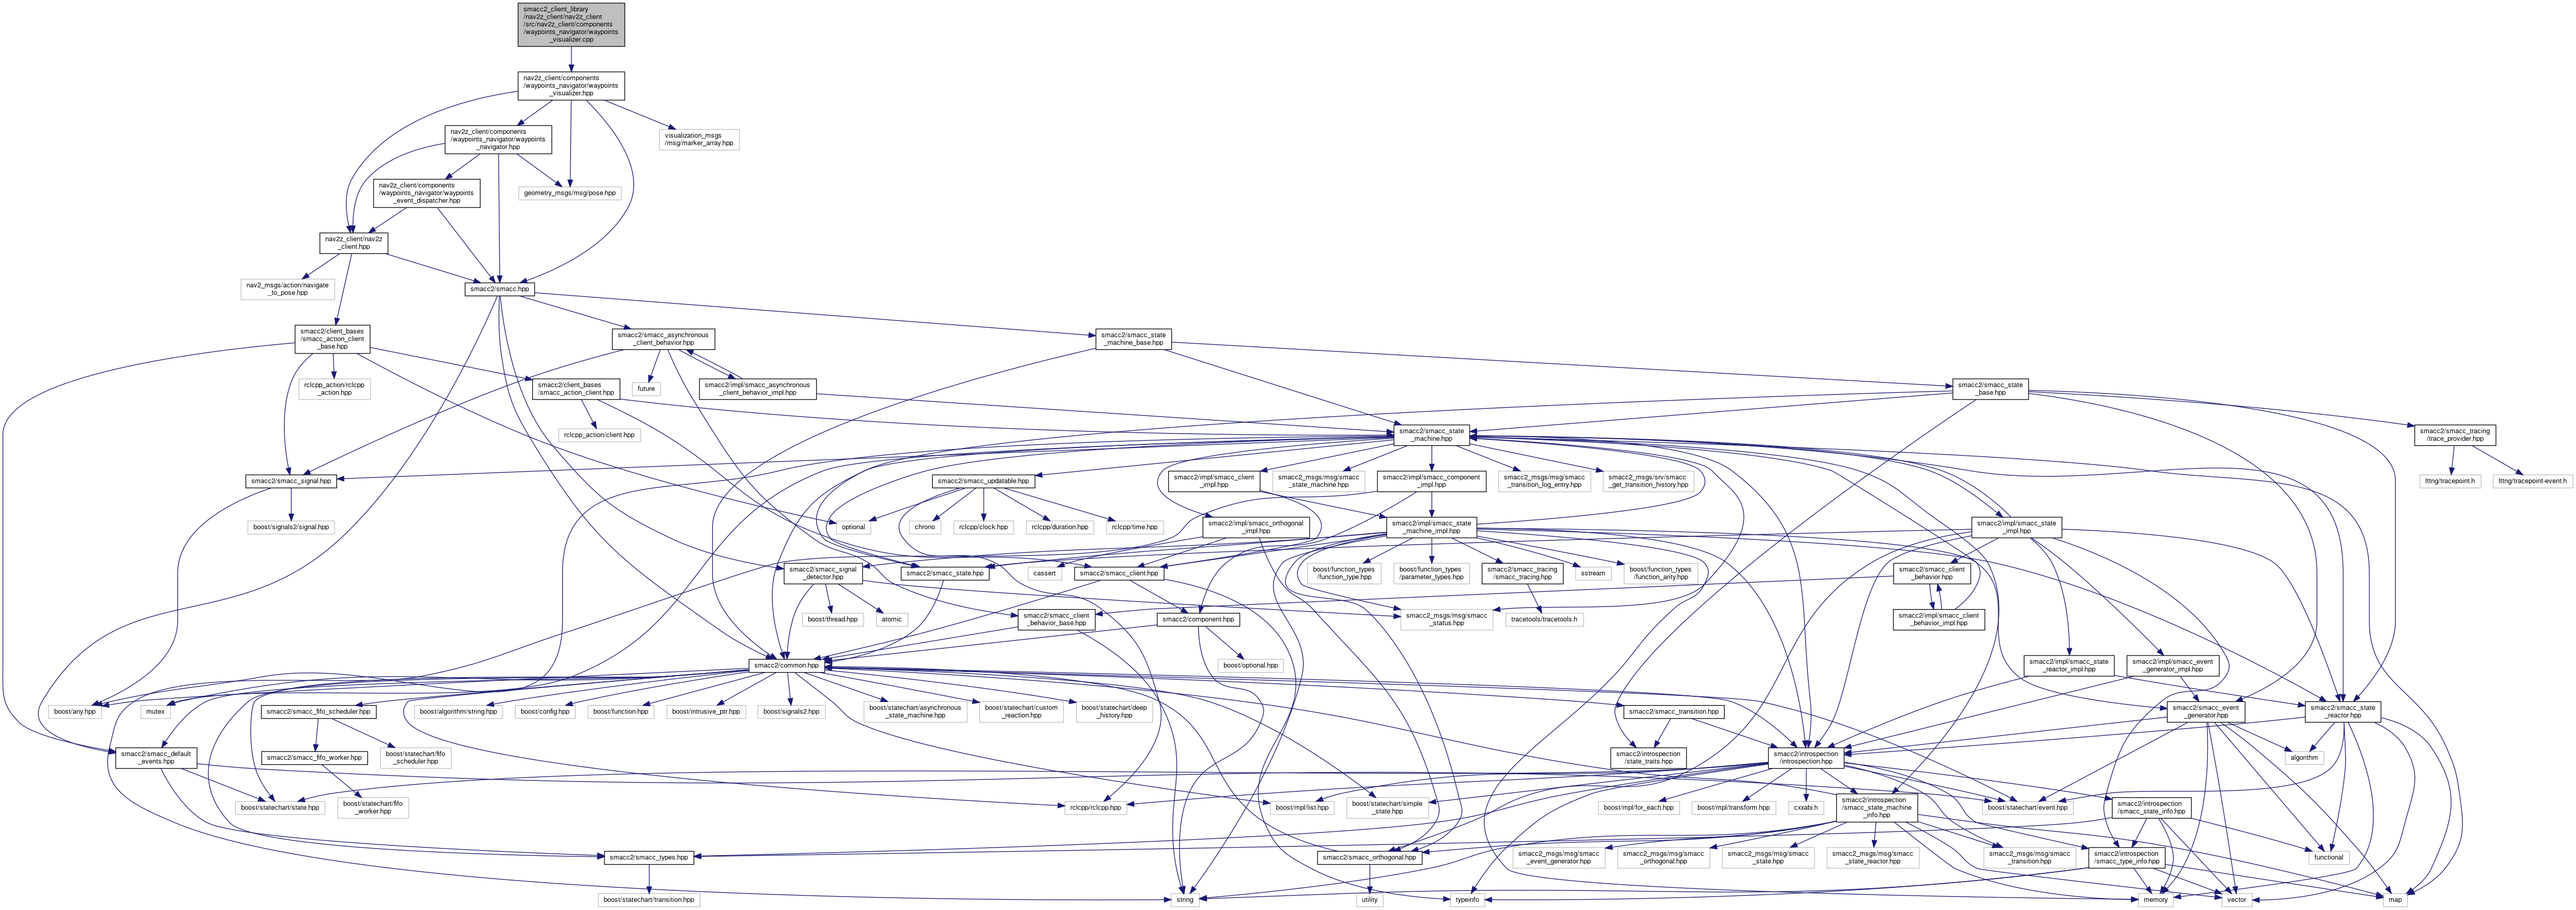 smacc2_client_library
/nav2z_client/nav2z_client
/src/nav2z_client/components
/waypoints_navigator/waypoints
_visualizer.cpp
nav2z_client/components
/waypoints_navigator/waypoints
_visualizer.hpp
nav2z_client/components
/waypoints_navigator/waypoints
_navigator.hpp
visualization_msgs
/msg/marker_array.hpp
nav2z_client/components
/waypoints_navigator/waypoints
_event_dispatcher.hpp
geometry_msgs/msg/pose.hpp
nav2z_client/nav2z
_client.hpp
nav2_msgs/action/navigate
_to_pose.hpp
smacc2/smacc.hpp
smacc2/client_bases
/smacc_action_client
_base.hpp
smacc2/smacc_asynchronous
_client_behavior.hpp
smacc2/smacc_state
_machine_base.hpp
rclcpp_action/rclcpp
_action.hpp
smacc2/client_bases
/smacc_action_client.hpp
future
smacc2/impl/smacc_asynchronous
_client_behavior_impl.hpp
smacc2/smacc_state
_base.hpp
rclcpp_action/client.hpp
smacc2/smacc_state
_machine.hpp
smacc2/smacc_tracing
/trace_provider.hpp
smacc2/smacc_signal.hpp
smacc2/smacc_updatable.hpp
smacc2/impl/smacc_client
_impl.hpp
smacc2_msgs/msg/smacc
_state_machine.hpp
smacc2/impl/smacc_component
_impl.hpp
smacc2_msgs/msg/smacc
_transition_log_entry.hpp
smacc2_msgs/srv/smacc
_get_transition_history.hpp
lttng/tracepoint.h
lttng/tracepoint-event.h
boost/signals2/signal.hpp
optional
chrono
rclcpp/clock.hpp
rclcpp/duration.hpp
rclcpp/time.hpp
smacc2/impl/smacc_orthogonal
_impl.hpp
smacc2/impl/smacc_state
_machine_impl.hpp
smacc2/impl/smacc_state
_impl.hpp
smacc2/smacc_signal
_detector.hpp
smacc2/smacc_state.hpp
cassert
smacc2/smacc_client.hpp
boost/function_types
/function_type.hpp
boost/function_types
/parameter_types.hpp
smacc2/smacc_tracing
/smacc_tracing.hpp
sstream
boost/function_types
/function_arity.hpp
smacc2/smacc_client
_behavior.hpp
boost/thread.hpp
atomic
smacc2/smacc_client
_behavior_base.hpp
smacc2/component.hpp
smacc2_msgs/msg/smacc
_status.hpp
tracetools/tracetools.h
smacc2/impl/smacc_client
_behavior_impl.hpp
smacc2/common.hpp
boost/optional.hpp
smacc2/impl/smacc_state
_reactor_impl.hpp
smacc2/impl/smacc_event
_generator_impl.hpp
boost/any.hpp
mutex
smacc2/smacc_fifo_scheduler.hpp
boost/algorithm/string.hpp
boost/config.hpp
boost/function.hpp
boost/intrusive_ptr.hpp
boost/signals2.hpp
boost/statechart/asynchronous
_state_machine.hpp
boost/statechart/custom
_reaction.hpp
boost/statechart/deep
_history.hpp
smacc2/smacc_transition.hpp
smacc2/smacc_event
_generator.hpp
smacc2/smacc_state
_reactor.hpp
smacc2/smacc_default
_events.hpp
smacc2/smacc_fifo_worker.hpp
boost/statechart/fifo
_scheduler.hpp
smacc2/introspection
/state_traits.hpp
smacc2/introspection
/introspection.hpp
algorithm
boost/statechart/state.hpp
boost/statechart/fifo
_worker.hpp
rclcpp/rclcpp.hpp
boost/mpl/list.hpp
boost/statechart/simple
_state.hpp
boost/mpl/for_each.hpp
boost/mpl/transform.hpp
cxxabi.h
smacc2/introspection
/smacc_state_machine
_info.hpp
boost/statechart/event.hpp
smacc2/introspection
/smacc_state_info.hpp
smacc2/smacc_types.hpp
smacc2/smacc_orthogonal.hpp
smacc2_msgs/msg/smacc
_event_generator.hpp
smacc2_msgs/msg/smacc
_orthogonal.hpp
smacc2_msgs/msg/smacc
_state.hpp
smacc2_msgs/msg/smacc
_state_reactor.hpp
smacc2_msgs/msg/smacc
_transition.hpp
smacc2/introspection
/smacc_type_info.hpp
functional
boost/statechart/transition.hpp
string
utility
typeinfo
memory
vector
map